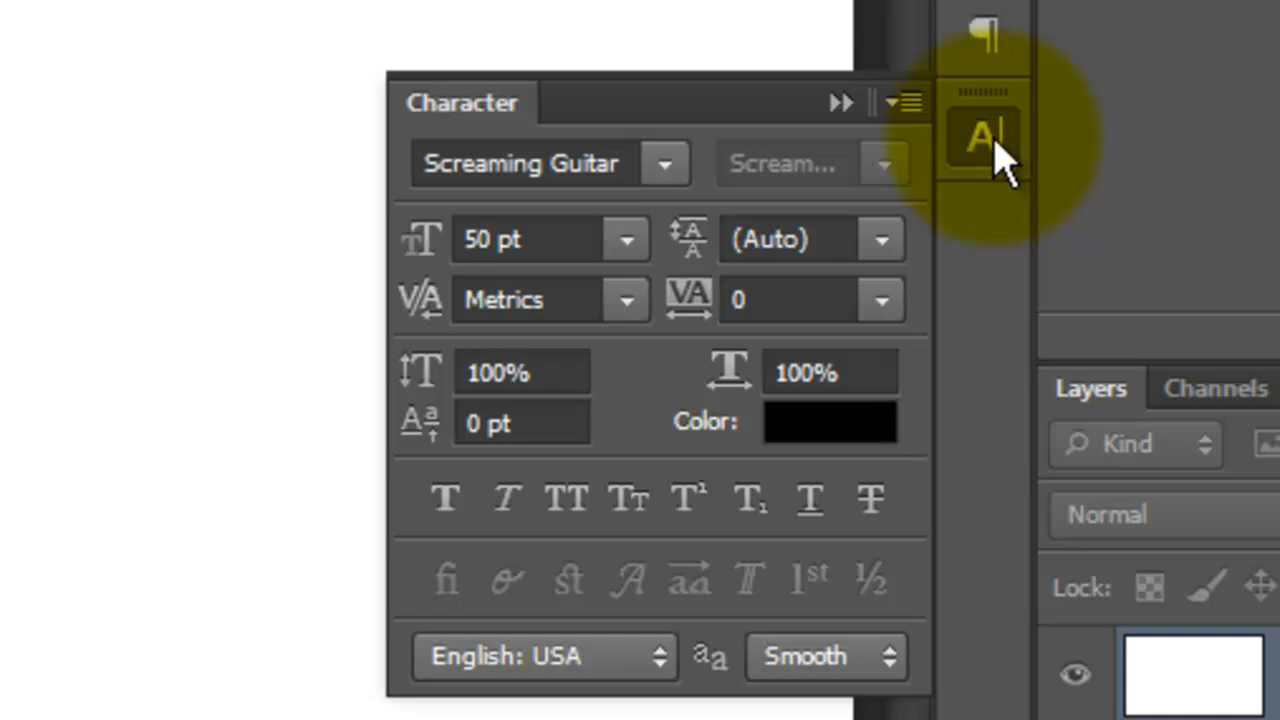 Character
Screaming Guitar Scream...
50 pt (Auto)
Metrics 0
100% 100%
0 pt Color:
English: USA Smooth
Layers Channels
Kind
Normal
Lock: